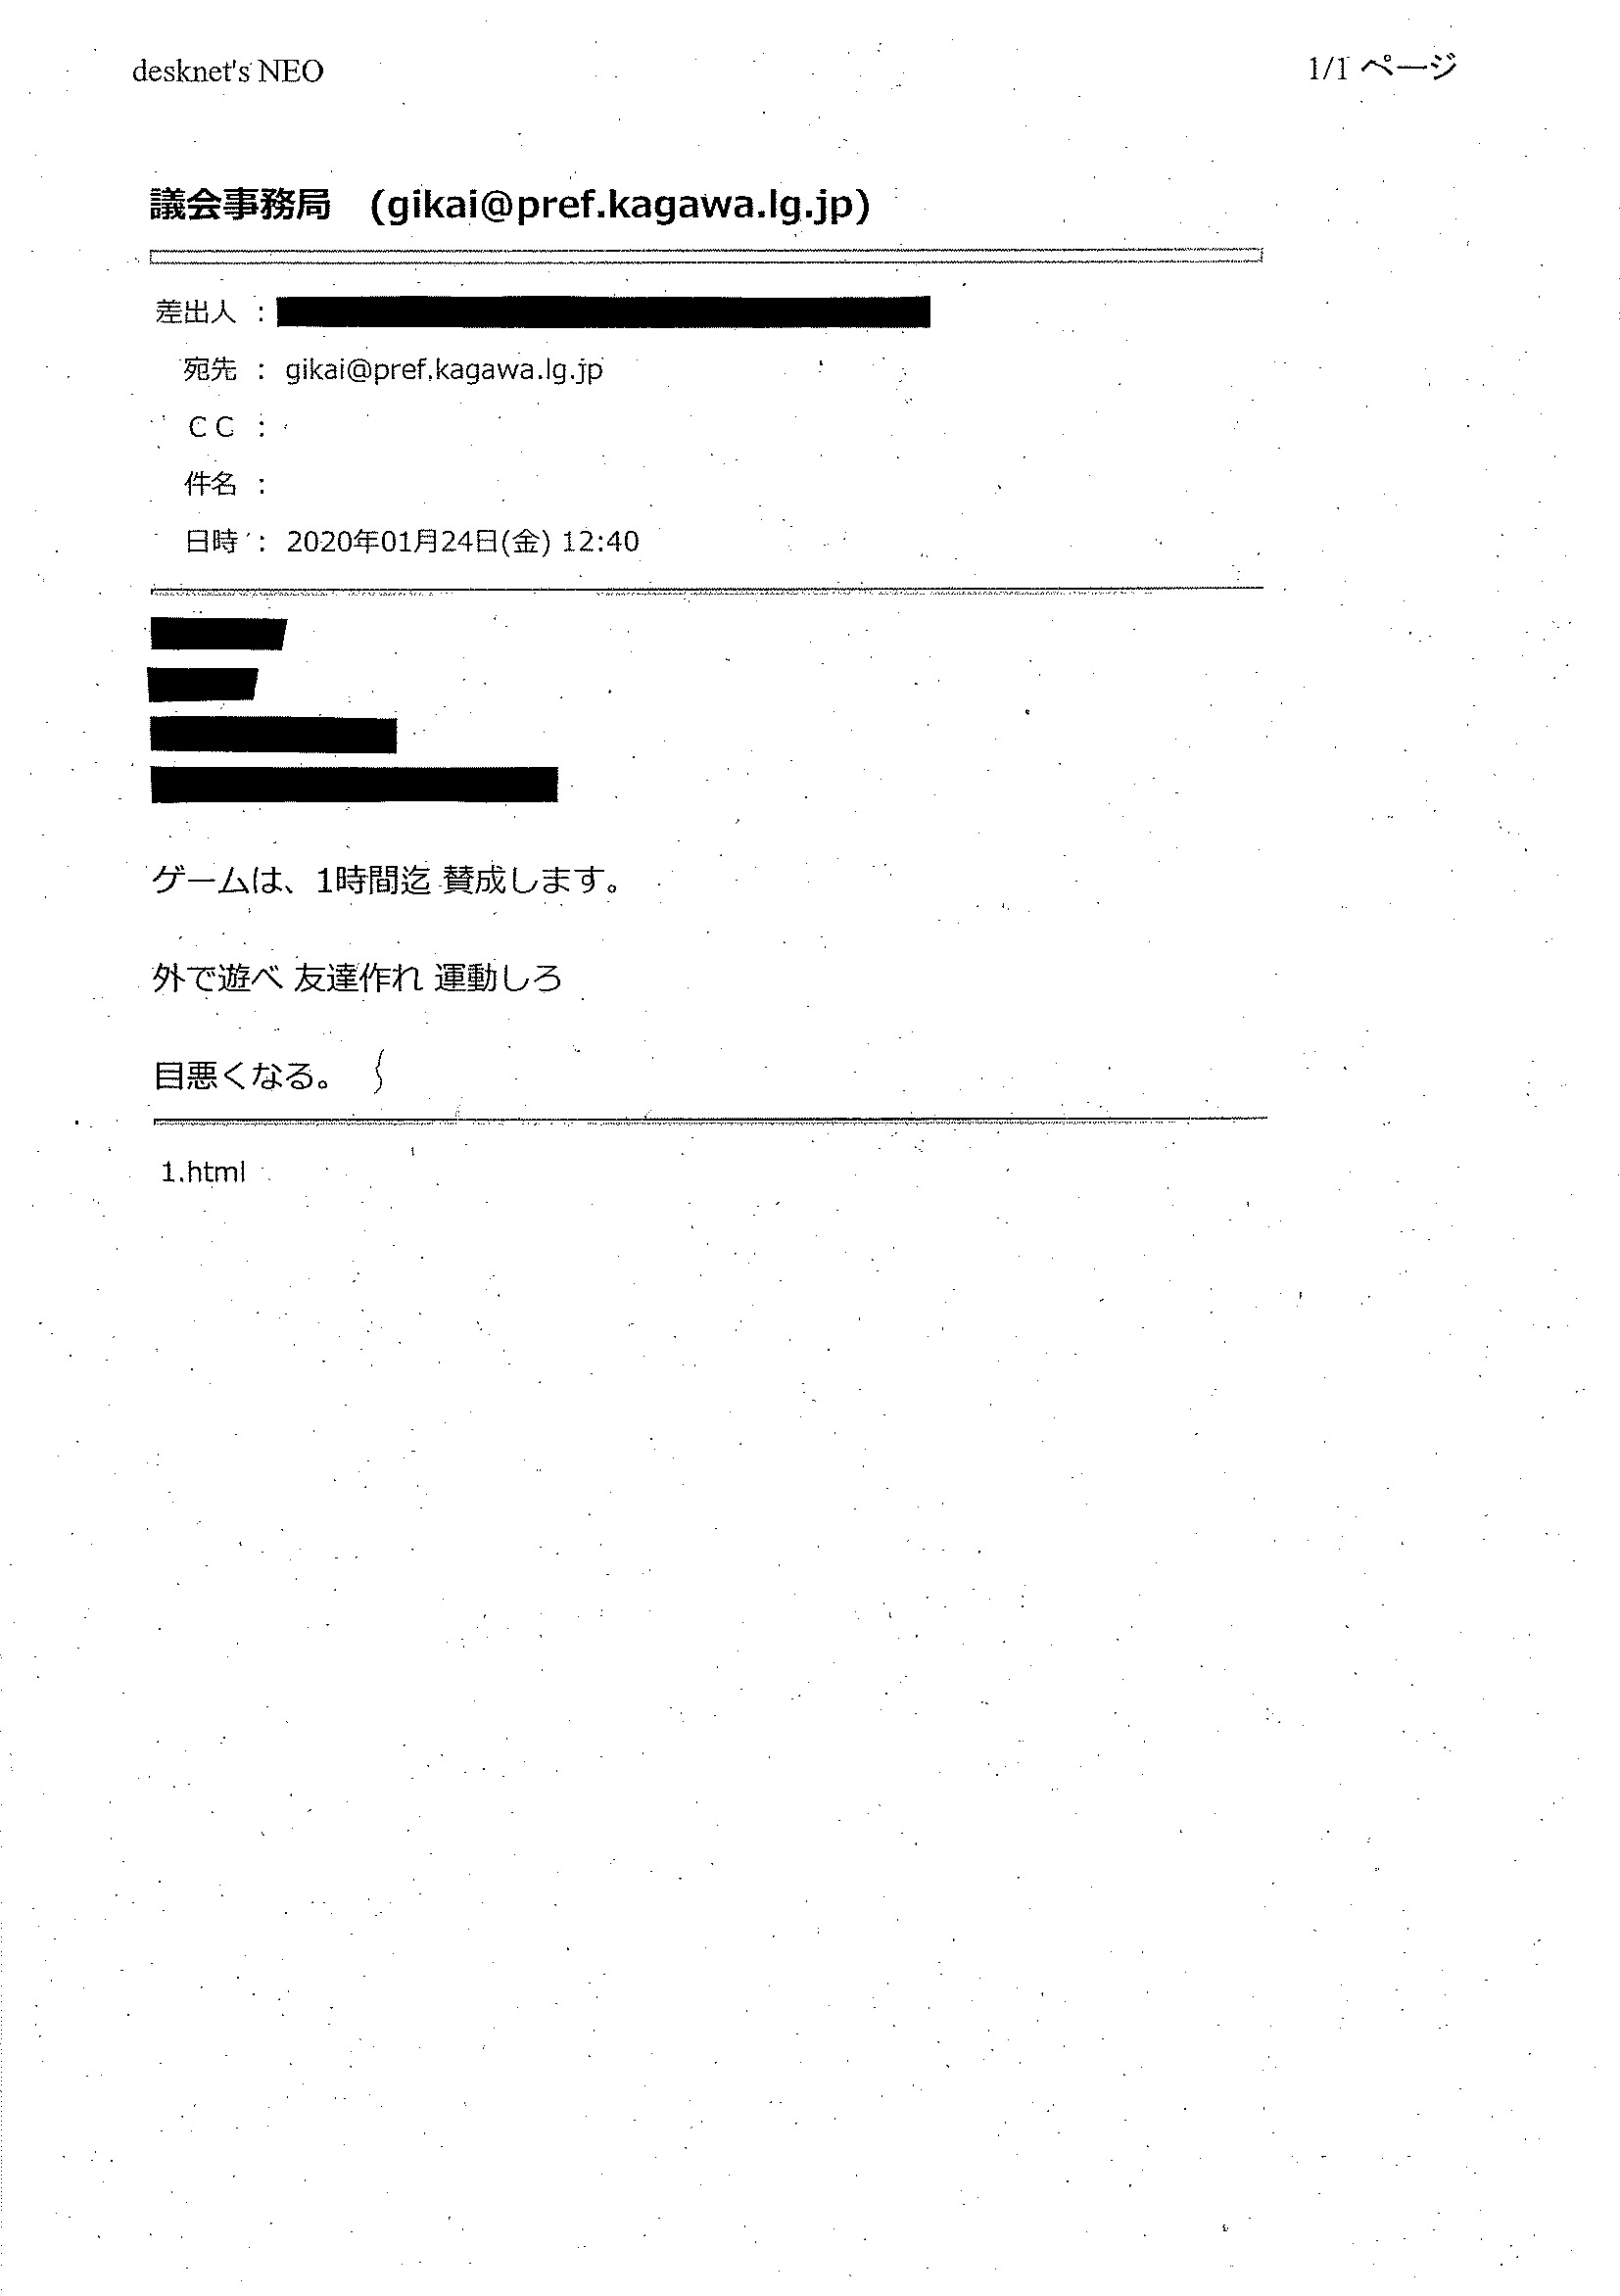 desknet's NEO
1/1 ページ
議会事務局 (gikai@pref.kagawa.lg.jp)
差出人 :
宛先 : gikai@pref.kagawa.lg.jp
CC :
件名 :
日時 : 2020年01月24日(金) 12:40
ゲームは、1時間迄 賛成します。
外で遊べ 友達作れ 運動しろ
目悪くなる。
1.html